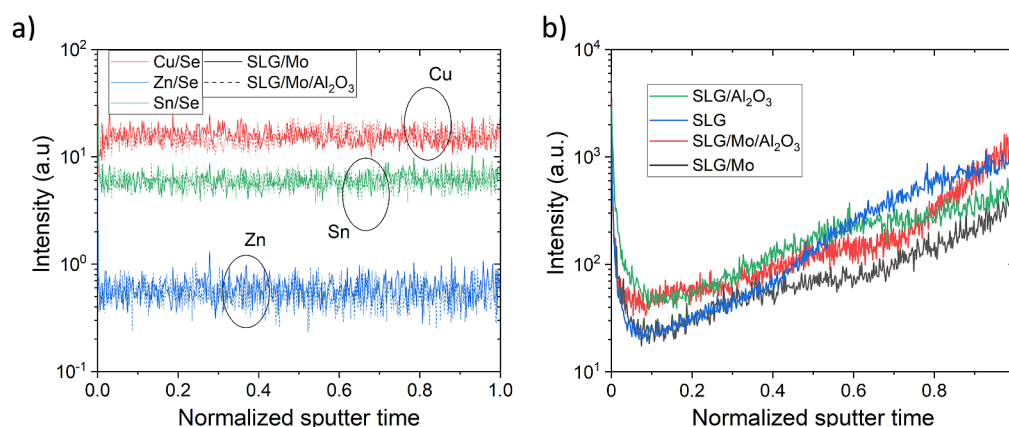 a)
10²
10¹
10⁰
10⁻¹
Intensity (a.u)
Cu/Se
Zn/Se
Sn/Se
SLG/Mo
SLG/Mo/Al₂O₃
Cu
Sn
Zn
0.0 0.2 0.4 0.6 0.8 1.0
Normalized sputter time
b)
10⁴
10³
10²
10¹
Intensity (a.u.)
SLG/Al₂O₃
SLG
SLG/Mo/Al₂O₃
SLG/Mo
0.0 0.2 0.4 0.6 0.8
Normalized sputter time